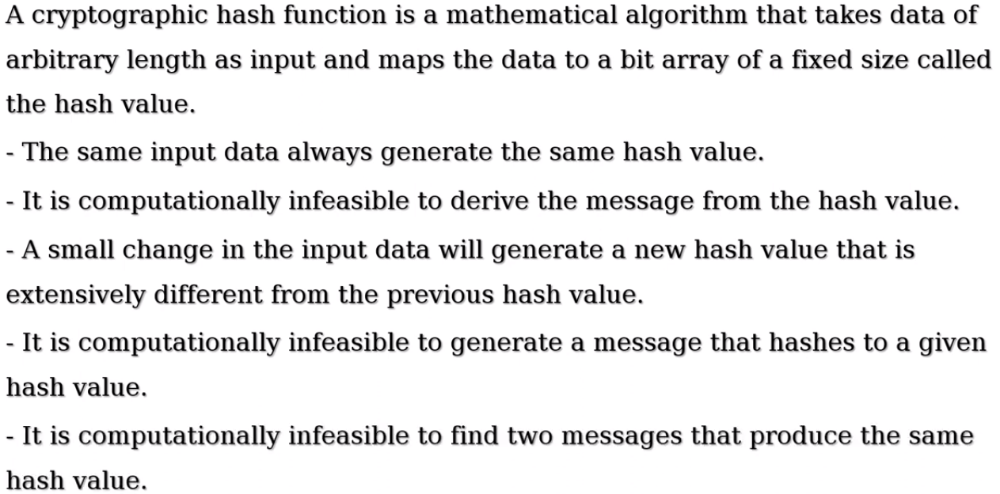 A cryptographic hash function is a mathematical algorithm that takes data of
arbitrary length as input and maps the data to a bit array of a fixed size called
the hash value.
- The same input data always generate the same hash value.
- It is computationally infeasible to derive the message from the hash value.
- A small change in the input data will generate a new hash value that is
extensively different from the previous hash value.
- It is computationally infeasible to generate a message that hashes to a given
hash value.
- It is computationally infeasible to find two messages that produce the same
hash value.